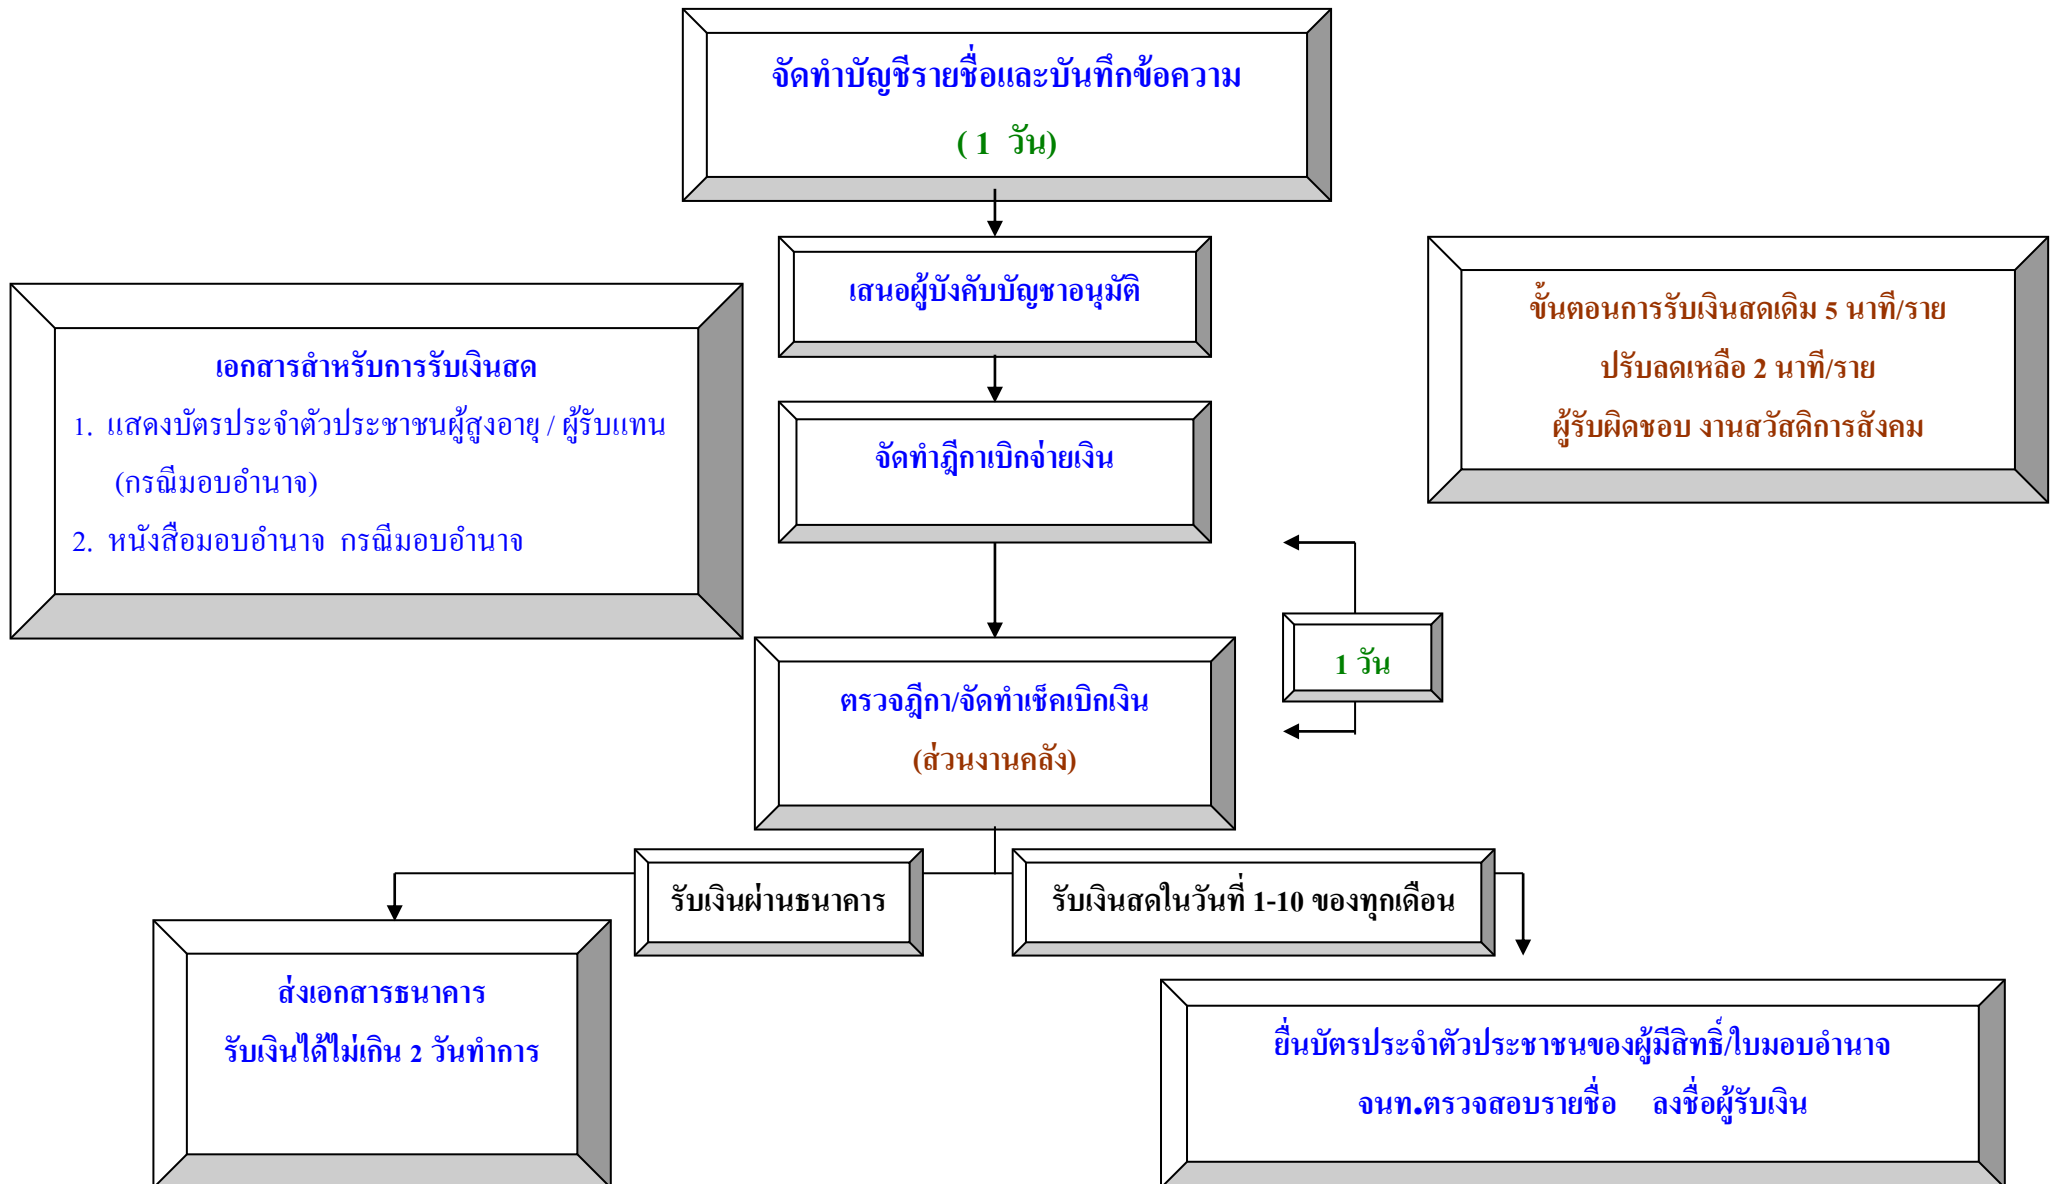 จัดทำบัญชีรายชื่อและบันทึกข้อความ
( 1 วัน)
เสนอผู้บังคับบัญชาอนุมัติ
ขั้นตอนการรับเงินสดเดิม 5 นาที/ราย
ปรับลดเหลือ 2 นาที/ราย
ผู้รับผิดชอบ งานสวัสดิการสังคม
เอกสารสำหรับการรับเงินสด
1. แสดงบัตรประจำตัวประชาชนผู้สูงอายุ / ผู้รับแทน
(กรณีมอบอำนาจ)
2. หนังสือมอบอำนาจ กรณีมอบอำนาจ
จัดทำฎีกาเบิกจ่ายเงิน
1 วัน
ตรวจฎีกา/จัดทำเช็คเบิกเงิน
(ส่วนงานคลัง)
รับเงินผ่านธนาคาร
รับเงินสดในวันที่ 1-10 ของทุกเดือน
ส่งเอกสารธนาคาร
รับเงินได้ไม่เกิน 2 วันทำการ
ยื่นบัตรประจำตัวประชาชนของผู้มีสิทธิ์/ใบมอบอำนาจ
จนท.ตรวจสอบรายชื่อ ลงชื่อผู้รับเงิน